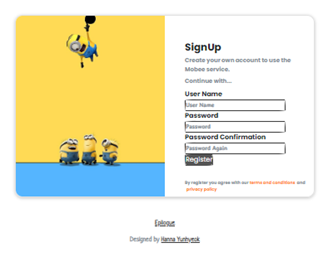 SignUp
Create your own account to use the
Mobee service.
Continue with...
User Name
User Name
Password
Password
Password Confirmation
Password Again
Register
By register you agree with our terms and conditions and
privacy policy
Epilogue
Designed by Hanna Yunhynsk